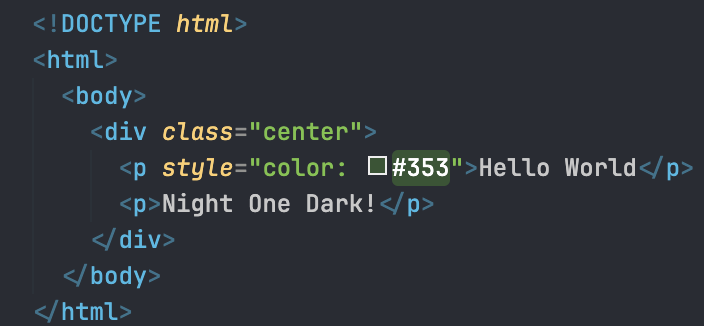 <!DOCTYPE html>
<html>
<body>
<div class="center">
<p style="color: #353">Hello World</p>
<p>Night One Dark!</p>
</div>
</body>
</html>